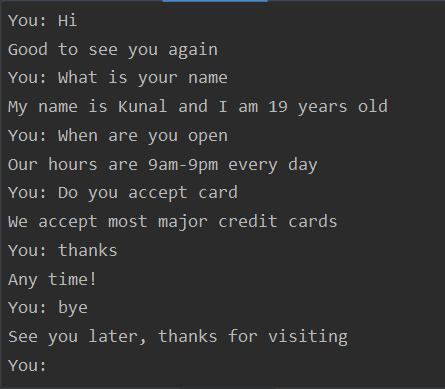 You: Hi
Good to see you again
You: What is your name
My name is Kunal and I am 19 years old
You: When are you open
Our hours are 9am-9pm every day
You: Do you accept card
We accept most major credit cards
You: thanks
Any time!
You: bye
See you later, thanks for visiting
You: